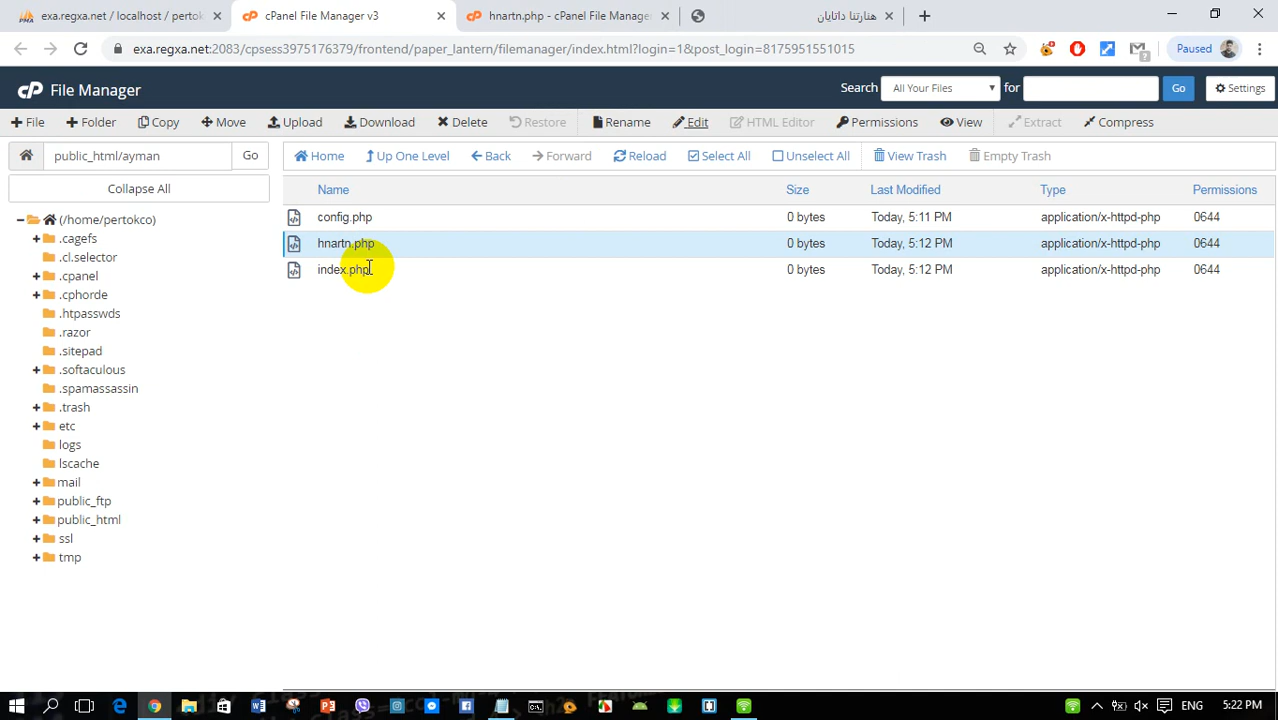 exa.regxa.net / localhost / pertok
cPanel File Manager v3
hnartn.php - cPanel File Manage
هنارتنا داتایان
exa.regxa.net:2083/cpsess3975176379/frontend/paper_lantern/filemanager/index.html?login=1&post_login=8175951551015
Paused
cP File Manager
Search
All Your Files
for
Go
Settings
File
Folder
Copy
Move
Upload
Download
Delete
Restore
Rename
Edit
HTML Editor
Permissions
View
Extract
Compress
public_html/ayman
Go
Home
Up One Level
Back
Forward
Reload
Select All
Unselect All
View Trash
Empty Trash
Collapse All
Name Size Last Modified Type Permissions
config.php 0 bytes Today, 5:11 PM application/x-httpd-php 0644
hnartn.php 0 bytes Today, 5:12 PM application/x-httpd-php 0644
index.php 0 bytes Today, 5:12 PM application/x-httpd-php 0644
(/home/pertokco)
.cagefs
.cl.selector
.cpanel
.cphorde
.htpasswds
.razor
.sitepad
.softaculous
.spamassassin
.trash
etc
logs
lscache
mail
public_ftp
public_html
ssl
tmp
ENG
5:22 PM